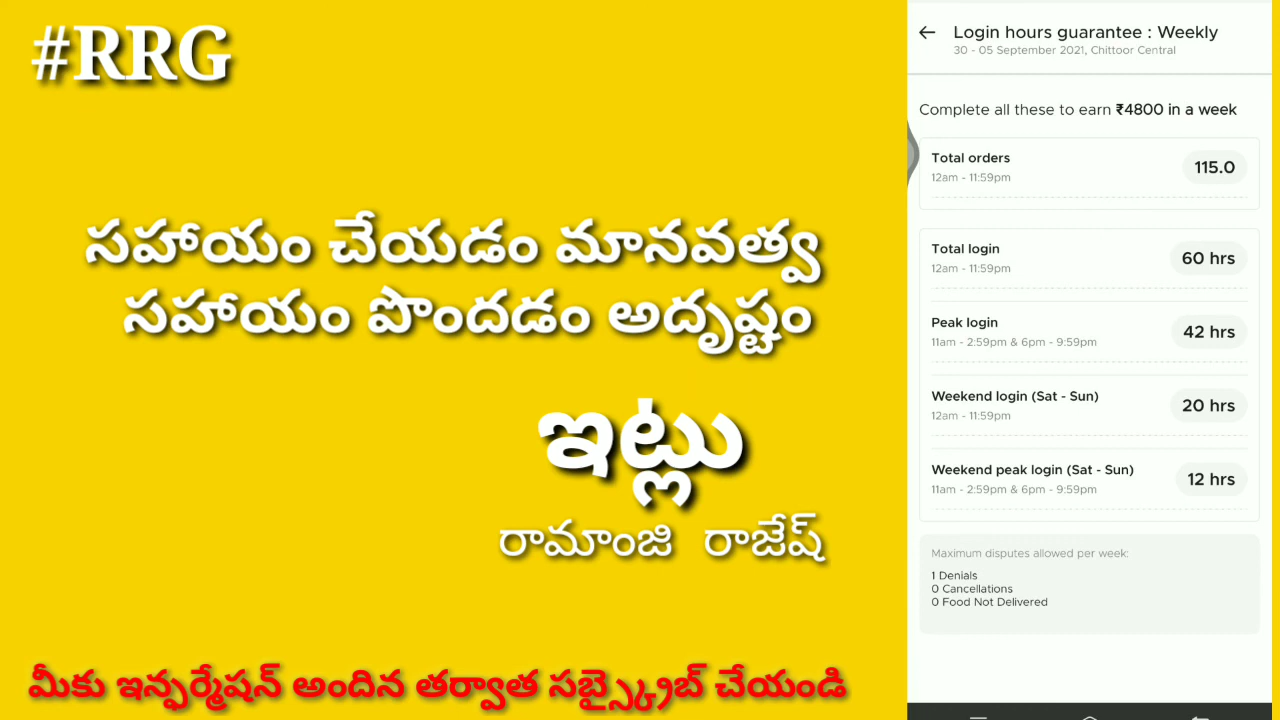 #RRG
సహాయం చేయడం మానవత్వ
సహాయం పొందడం అదృష్టం
ఇట్లు
రామాంజి రాజేష్
మీకు ఇన్ఫర్మేషన్ అందిన తర్వాత సబ్స్క్రైబ్ చేయండి
Login hours guarantee : Weekly
30 - 05 September 2021, Chittoor Central
Complete all these to earn ₹4800 in a week
Total orders
115.0
12am - 11:59pm
Total login
60 hrs
12am - 11:59pm
Peak login
42 hrs
11am - 2:59pm & 6pm - 9:59pm
Weekend login (Sat - Sun)
20 hrs
12am - 11:59pm
Weekend peak login (Sat - Sun)
12 hrs
11am - 2:59pm & 6pm - 9:59pm
Maximum disputes allowed per week:
1 Denials
0 Cancellations
0 Food Not Delivered